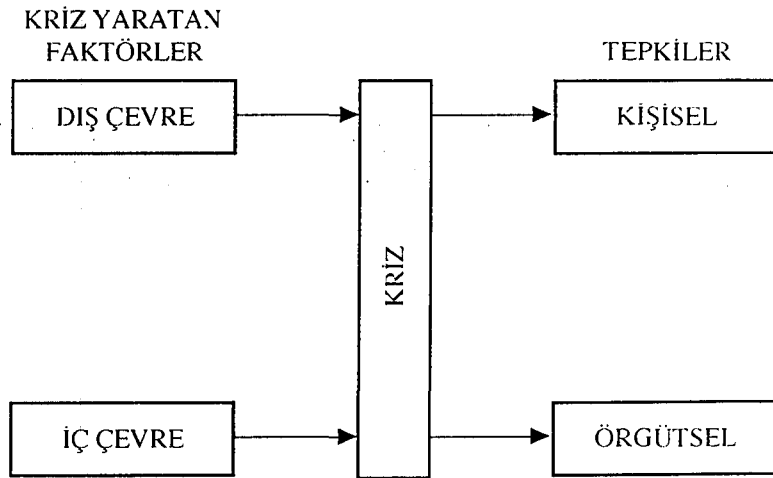 KRİZ YARATAN
FAKTÖRLER
TEPKİLER
DIŞ ÇEVRE
KİŞİSEL
KRİZ
İÇ ÇEVRE
ÖRGÜTSEL